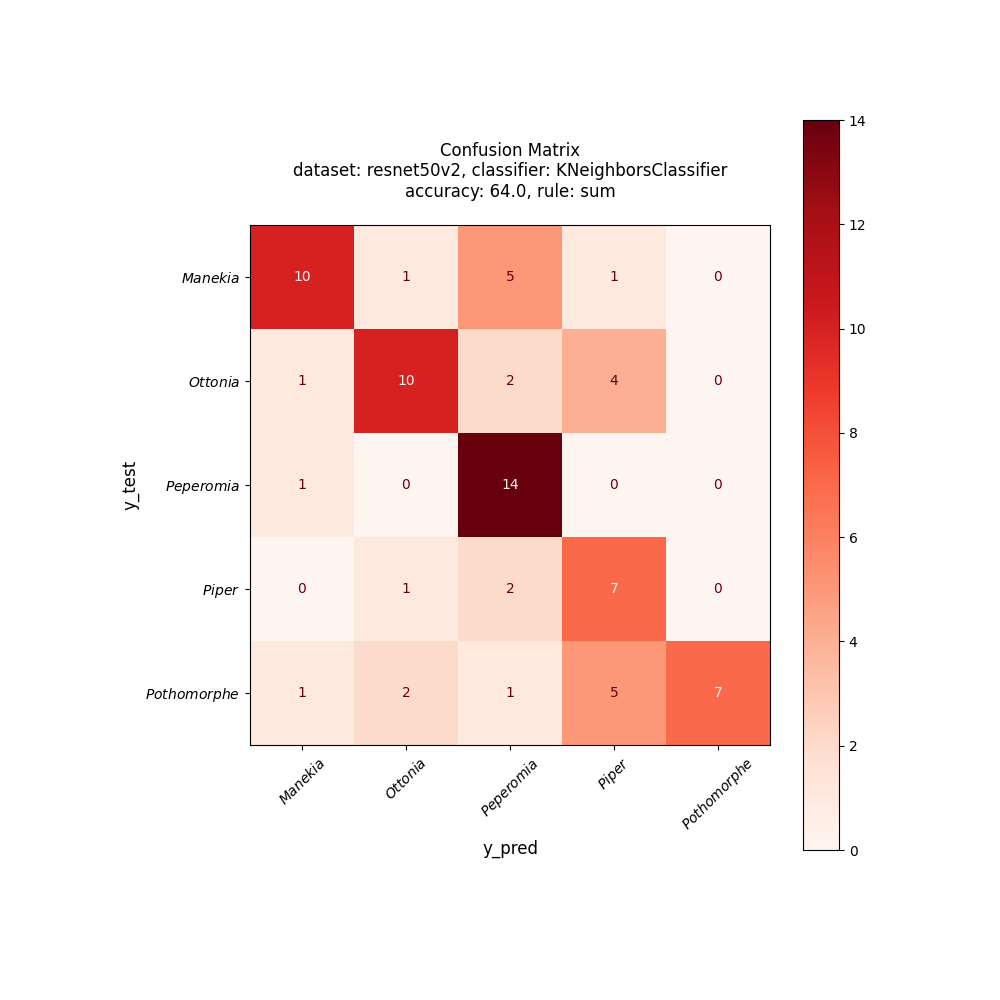 Confusion Matrix
dataset: resnet50v2, classifier: KNeighborsClassifier
accuracy: 64.0, rule: sum
y_test
Manekia 10 1 5 1 0
Ottonia 1 10 2 4 0
Peperomia 1 0 14 0 0
Piper 0 1 2 7 0
Pothomorphe 1 2 1 5 7
Manekia Ottonia Peperomia Piper Pothomorphe
y_pred
14
12
10
8
6
4
2
0